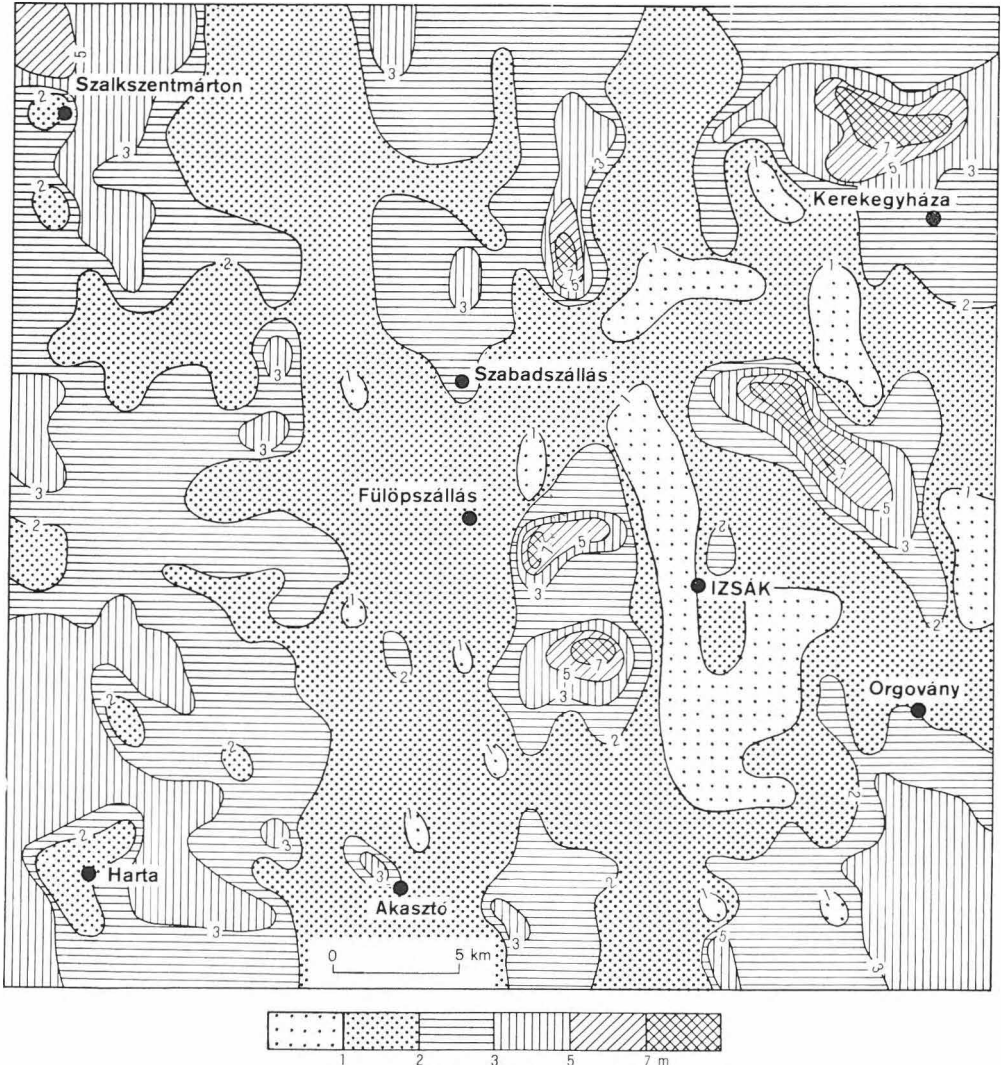 Szalkszentmárton
Kerekegyháza
Szabadszállás
Fülöpszállás
IZSÁK
Orgovány
Harta
Akasztó
0 5 km
1 2 3 5 7 m